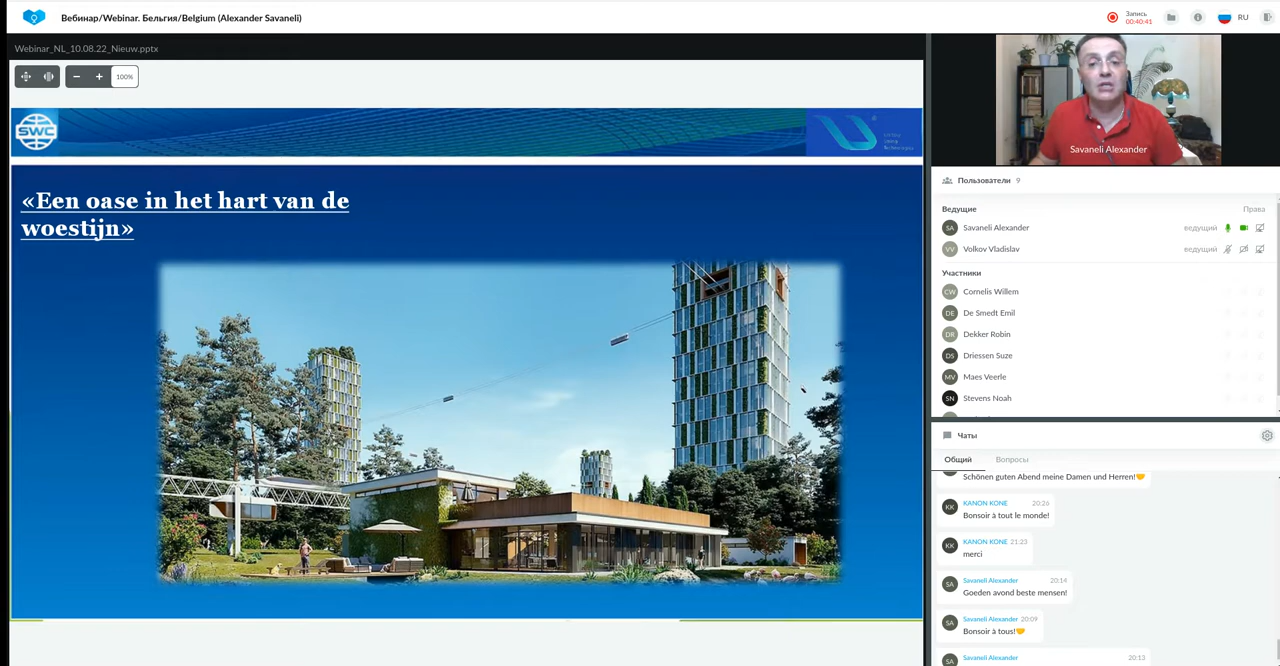 Вебинар/Webinar. Бельгия/Belgium (Alexander Savaneli)
Запись
00:40:41
RU
Webinar_NL_10.08.22_Nieuw.pptx
100%
SWC
«Een oase in het hart van de
woestijn»
Savaneli Alexander
Пользователи 9
Ведущие Права
SA Savaneli Alexander ведущий
VV Volkov Vladislav ведущий
Участники
CW Cornelis Willem
DE De Smedt Emil
DR Dekker Robin
DS Driessen Suze
MV Maes Veerle
SN Stevens Noah
Чаты
Общий Вопросы
Schönen guten Abend meine Damen und Herren!🤝
KK KANON KONE 20:26
Bonsoir à tout le monde!
KK KANON KONE 21:23
merci
SA Savaneli Alexander 20:14
Goeden avond beste mensen!
SA Savaneli Alexander 20:09
Bonsoir à tous!🤝
SA Savaneli Alexander 20:13